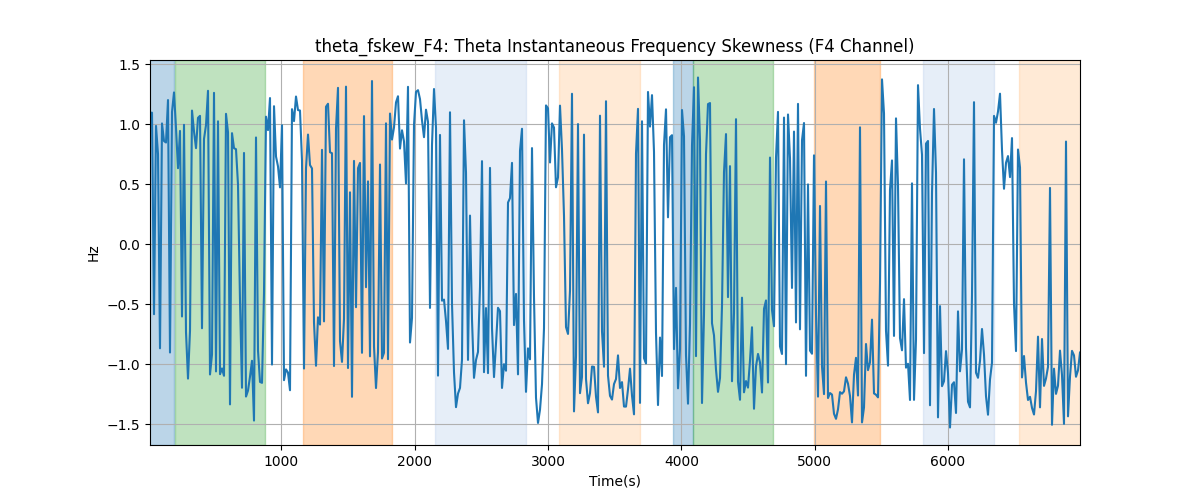 theta_fskew_F4: Theta Instantaneous Frequency Skewness (F4 Channel)
1.5
1.0
0.5
0.0
−0.5
−1.0
−1.5
Hz
1000 2000 3000 4000 5000 6000
Time(s)